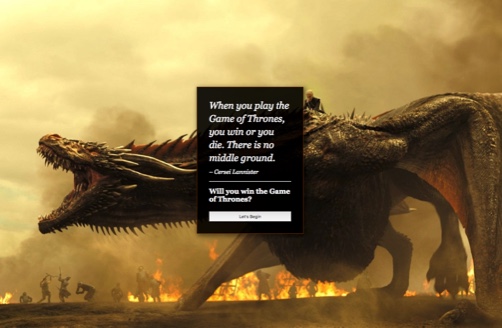 When you play the
Game of Thrones,
you win or you
die. There is no
middle ground.
– Cersei Lannister
Will you win the Game
of Thrones?
Let's Begin